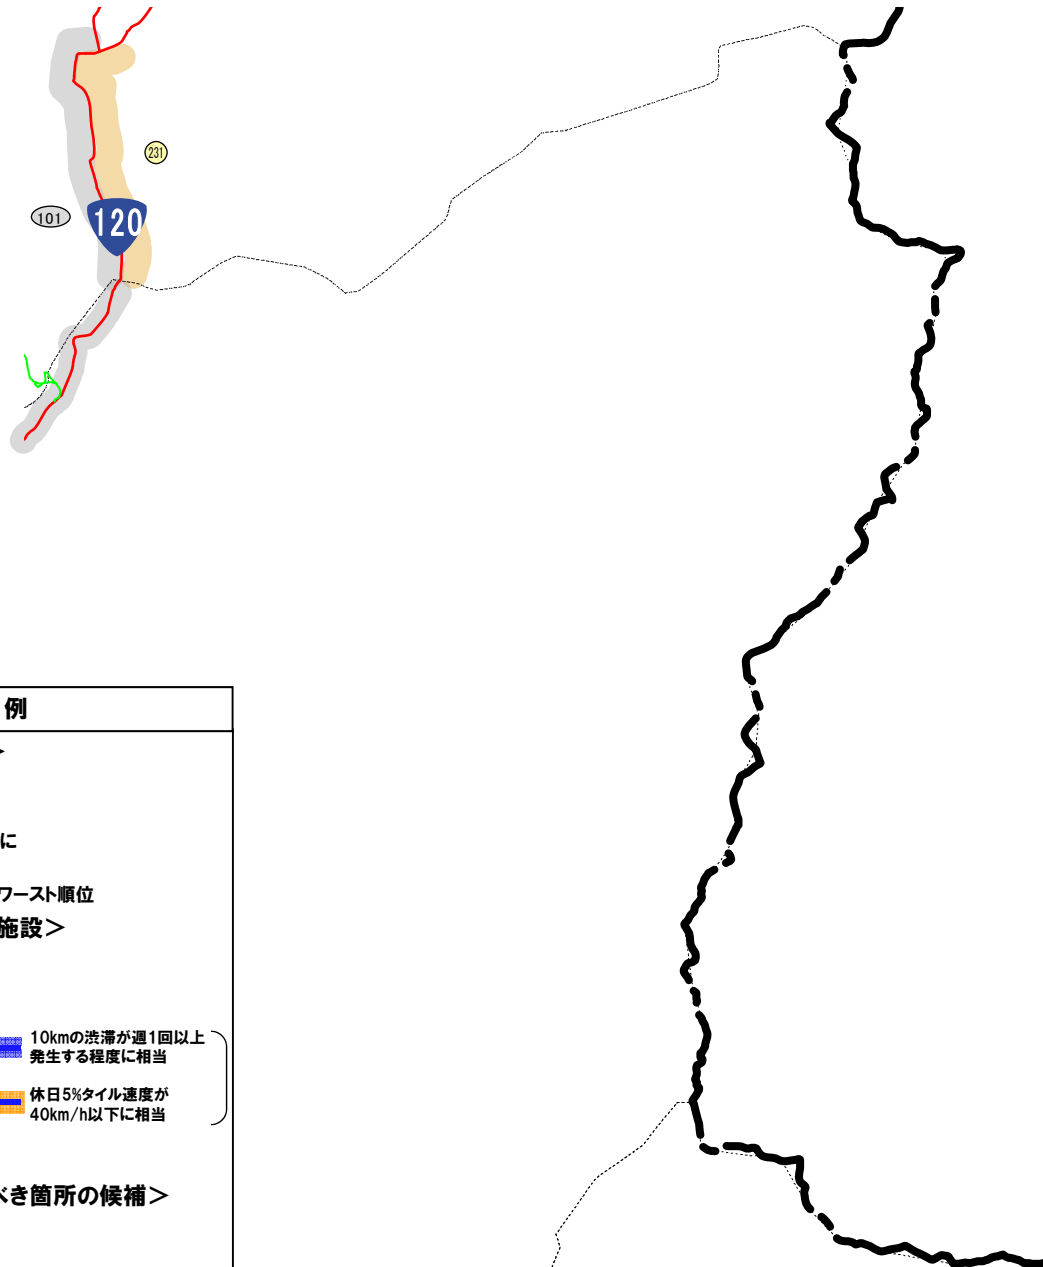 231
101
120
例
＞
に
ワースト順位
施設＞
10kmの渋滞が週1回以上
発生する程度に相当
休日5%タイル速度が
40km/h以下に相当
べき箇所の候補＞